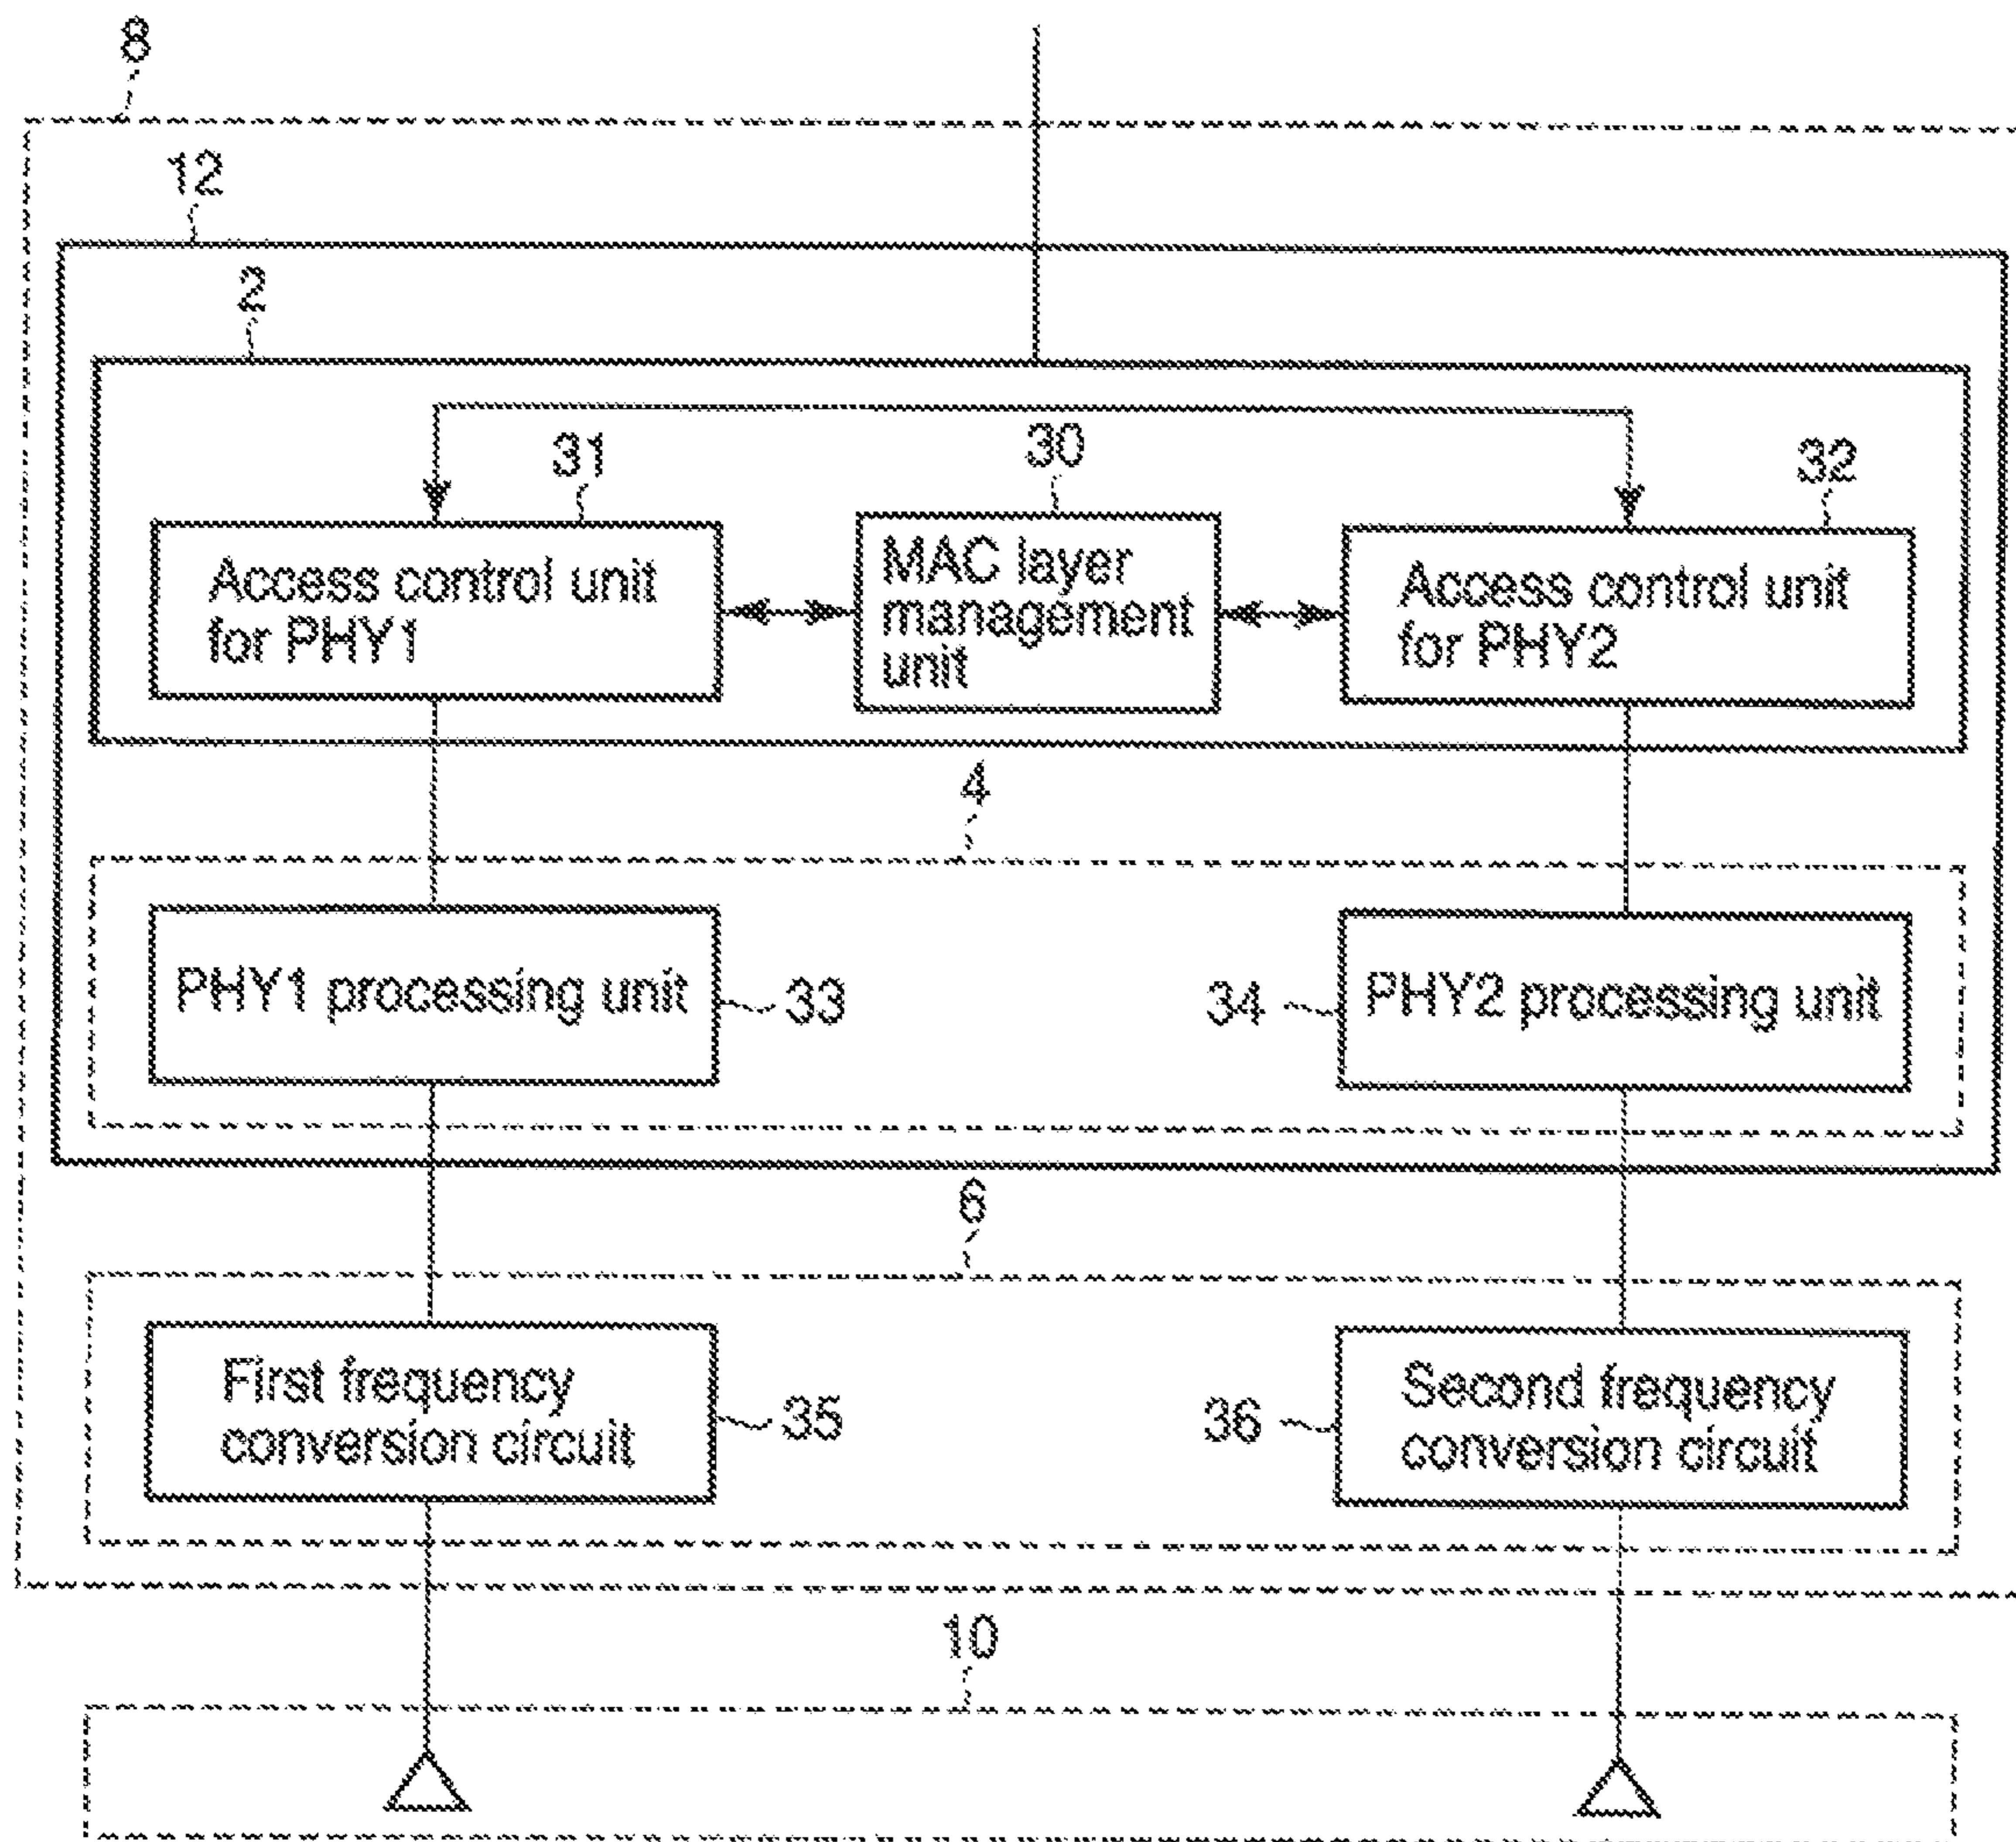 8
12
2
31
30
32
Access control unit
for PHY1
MAC layer
management
unit
Access control unit
for PHY2
4
PHY1 processing unit
33
34
PHY2 processing unit
6
First frequency
conversion circuit
35
36
Second frequency
conversion circuit
10